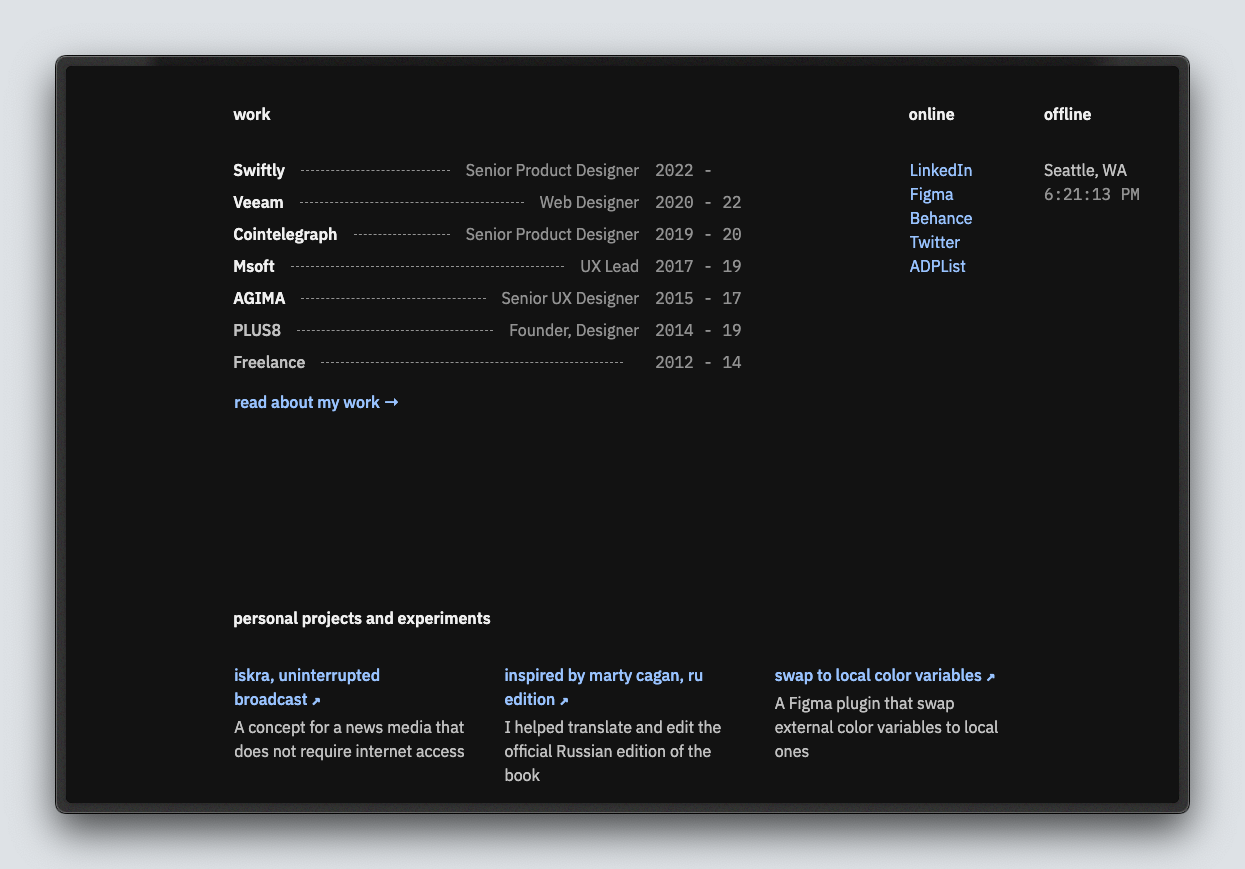 work
Swiftly Senior Product Designer 2022 -
Veeam Web Designer 2020 - 22
Cointelegraph Senior Product Designer 2019 - 20
Msoft UX Lead 2017 - 19
AGIMA Senior UX Designer 2015 - 17
PLUS8 Founder, Designer 2014 - 19
Freelance 2012 - 14
read about my work →
online
LinkedIn
Figma
Behance
Twitter
ADPList
offline
Seattle, WA
6:21:13 PM
personal projects and experiments
iskra, uninterrupted
broadcast ↗
A concept for a news media that
does not require internet access
inspired by marty cagan, ru
edition ↗
I helped translate and edit the
official Russian edition of the
book
swap to local color variables ↗
A Figma plugin that swap
external color variables to local
ones